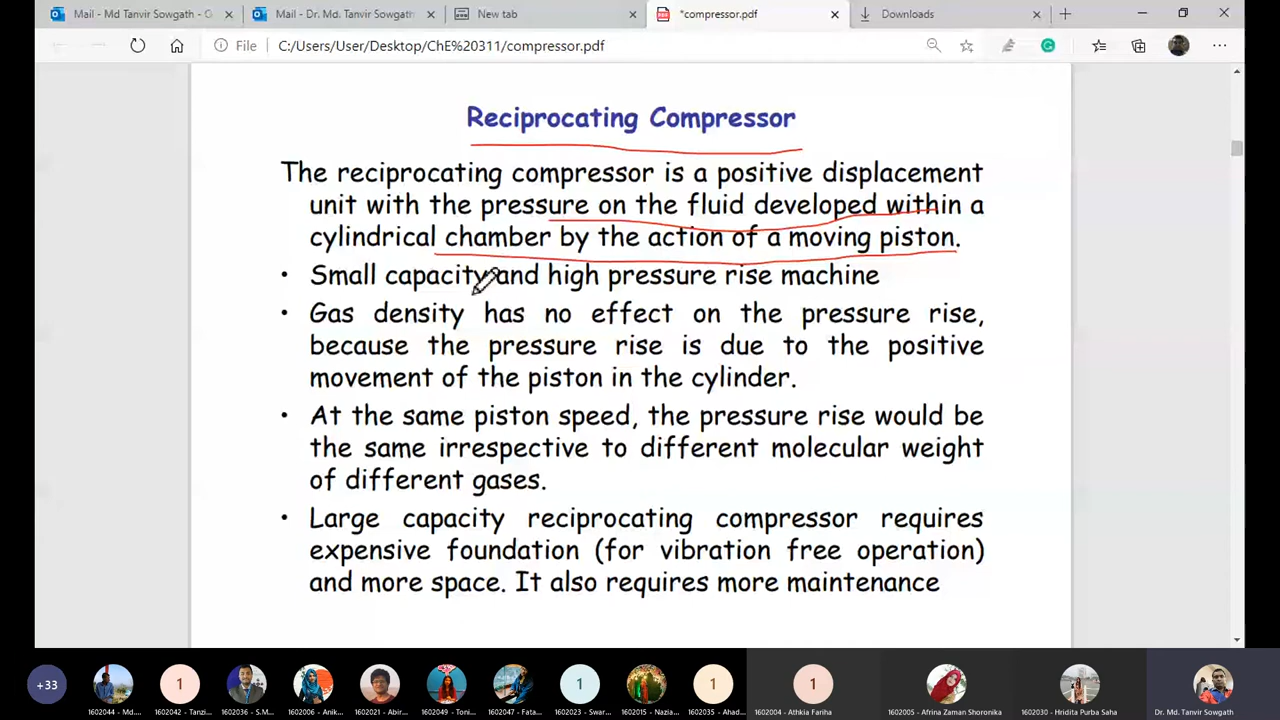 Mail - Md Tanvir Sowgath - G
Mail - Dr. Md. Tanvir Sowgath
New tab
*compressor.pdf
Downloads
File
C:/Users/User/Desktop/ChE%20311/compressor.pdf
Reciprocating Compressor
The reciprocating compressor is a positive displacement
unit with the pressure on the fluid developed within a
cylindrical chamber by the action of a moving piston.
• Small capacity and high pressure rise machine
• Gas density has no effect on the pressure rise,
because the pressure rise is due to the positive
movement of the piston in the cylinder.
• At the same piston speed, the pressure rise would be
the same irrespective to different molecular weight
of different gases.
• Large capacity reciprocating compressor requires
expensive foundation (for vibration free operation)
and more space. It also requires more maintenance
+33
1
1
1
1
1602044 - Md....
1602042 - Tanzi...
1602036 - S.M...
1602006 - Anik...
1602021 - Abir...
1602049 - Toni...
1602047 - Fata...
1602023 - Swar...
1602015 - Nazia...
1602035 - Ahad...
1602004 - Athkia Fariha
1602005 - Afrina Zaman Shoronika
1602030 - Hridita Purba Saha
Dr. Md. Tanvir Sowgath